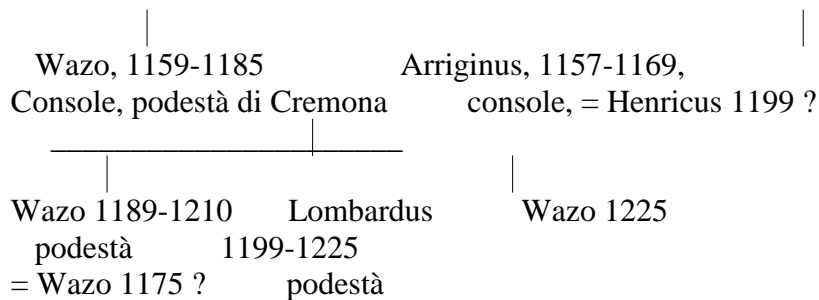 Wazo, 1159-1185 Arriginus, 1157-1169,
Console, podestà di Cremona console, = Henricus 1199 ?
Wazo 1189-1210 Lombardus Wazo 1225
podestà 1199-1225
= Wazo 1175 ? podestà